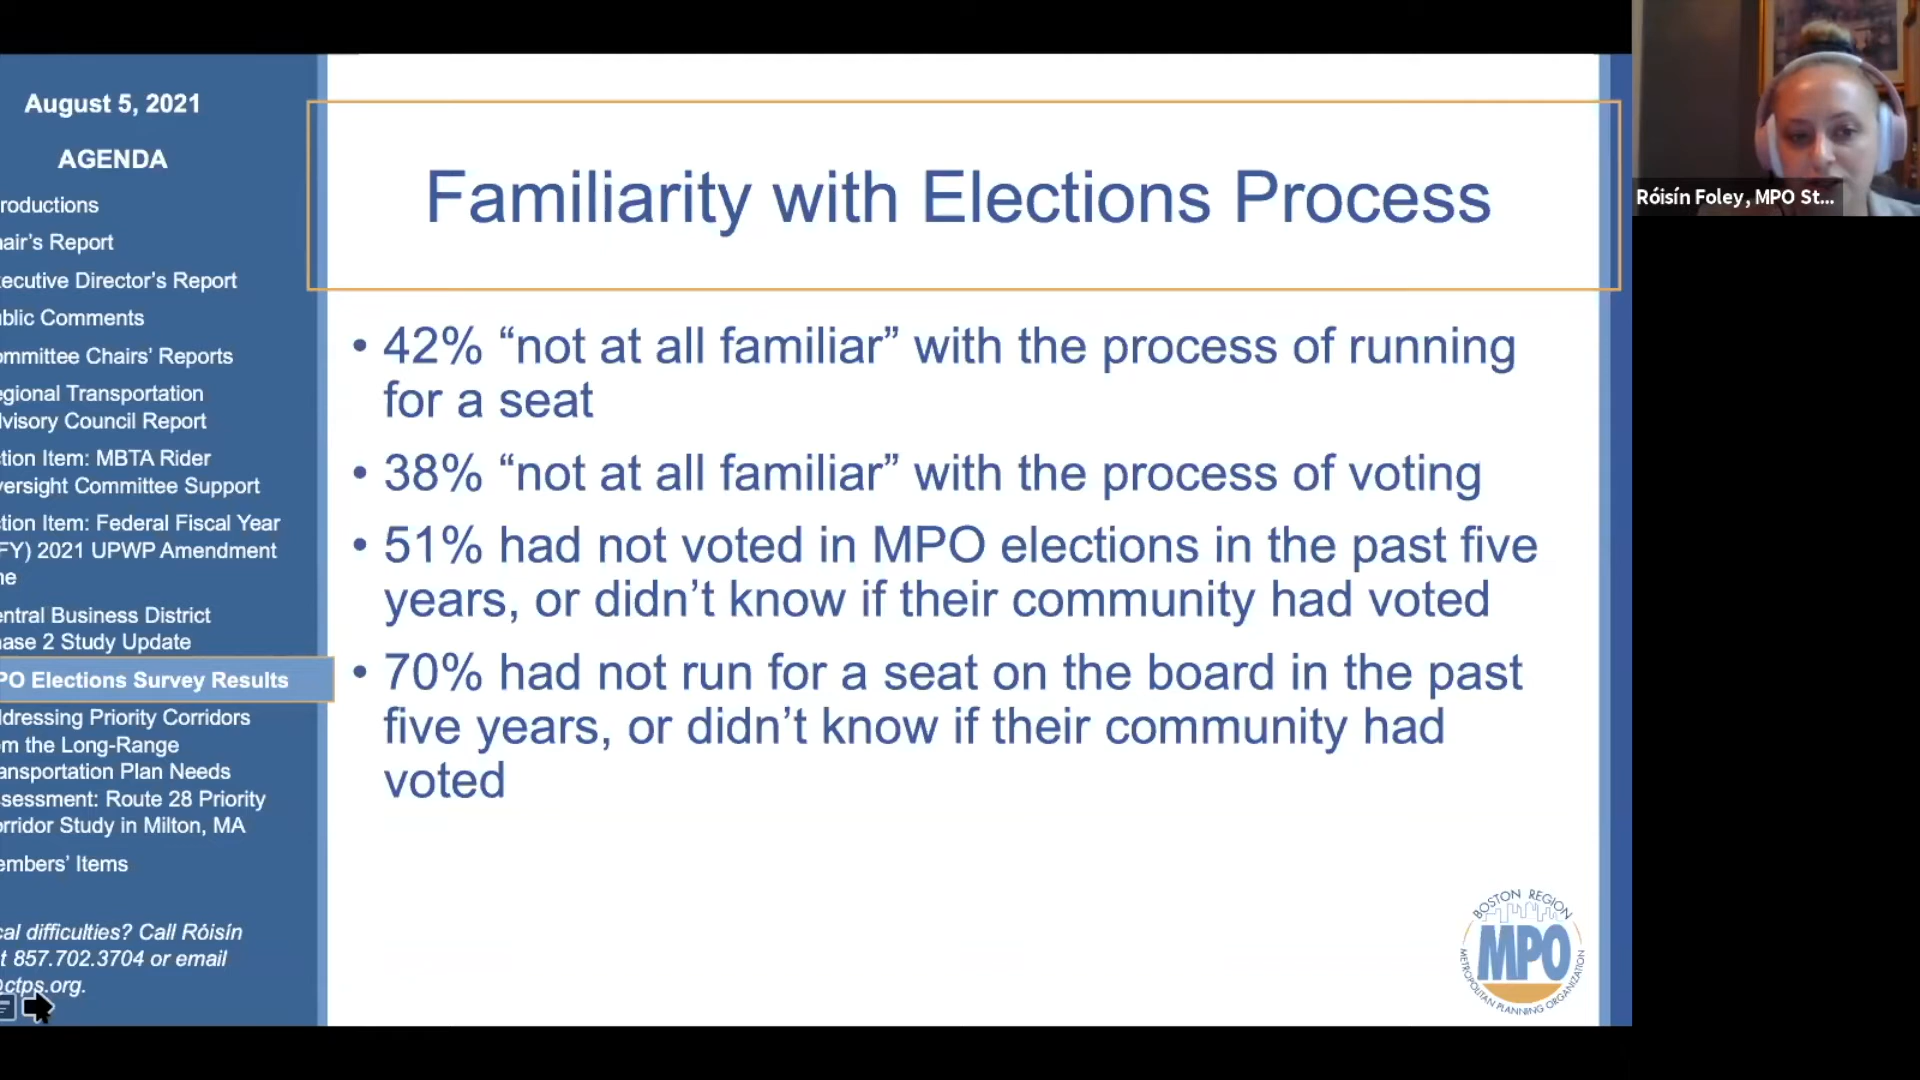 August 5, 2021
AGENDA
roductions
air's Report
ecutive Director's Report
blic Comments
ommittee Chairs' Reports
egional Transportation
dvisory Council Report
tion Item: MBTA Rider
versight Committee Support
tion Item: Federal Fiscal Year
FY) 2021 UPWP Amendment
ne
entral Business District
ase 2 Study Update
PO Elections Survey Results
ddressing Priority Corridors
om the Long-Range
ansportation Plan Needs
ssessment: Route 28 Priority
orridor Study in Milton, MA
embers' Items
cal difficulties? Call Róisín
t 857.702.3704 or email
@ctps.org.
Familiarity with Elections Process
• 42% “not at all familiar” with the process of running
for a seat
• 38% “not at all familiar” with the process of voting
• 51% had not voted in MPO elections in the past five
years, or didn’t know if their community had voted
• 70% had not run for a seat on the board in the past
five years, or didn’t know if their community had
voted
BOSTON REGION
MPO
METROPOLITAN PLANNING ORGANIZATION
Róisín Foley, MPO St...